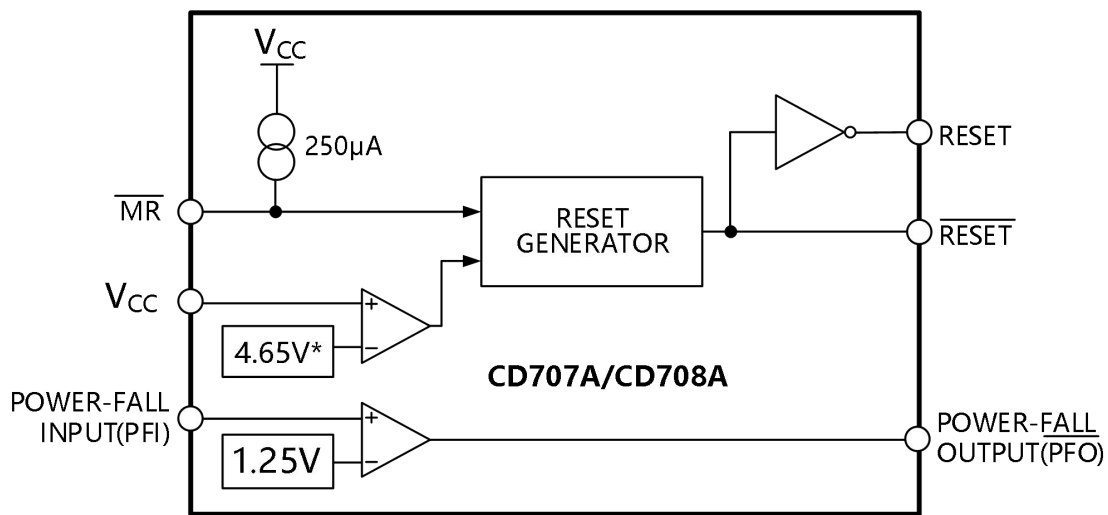 VCC
250μA
MR
RESET
GENERATOR
RESET
RESET
VCC
+
−
4.65V*
CD707A/CD708A
POWER-FALL
INPUT(PFI)
+
−
1.25V
POWER-FALL
OUTPUT(PFO)